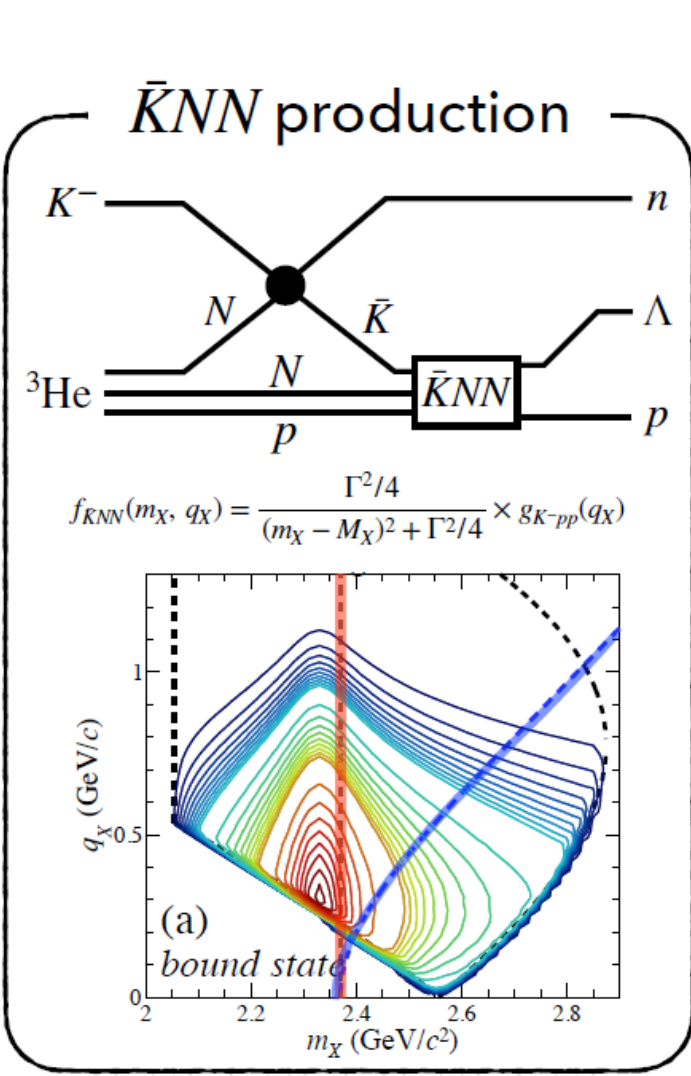 K̄NN production
K⁻
n
N
K̄
Λ
³He
N
K̄NN
p
p
f_{K̄NN}(m_X, q_X) = \frac{Γ²/4}{(m_X − M_X)² + Γ²/4} × g_{K⁻pp}(q_X)
1
q_X (GeV/c)
0.5
(a)
bound state
0
2 2.2 2.4 2.6 2.8
m_X (GeV/c²)